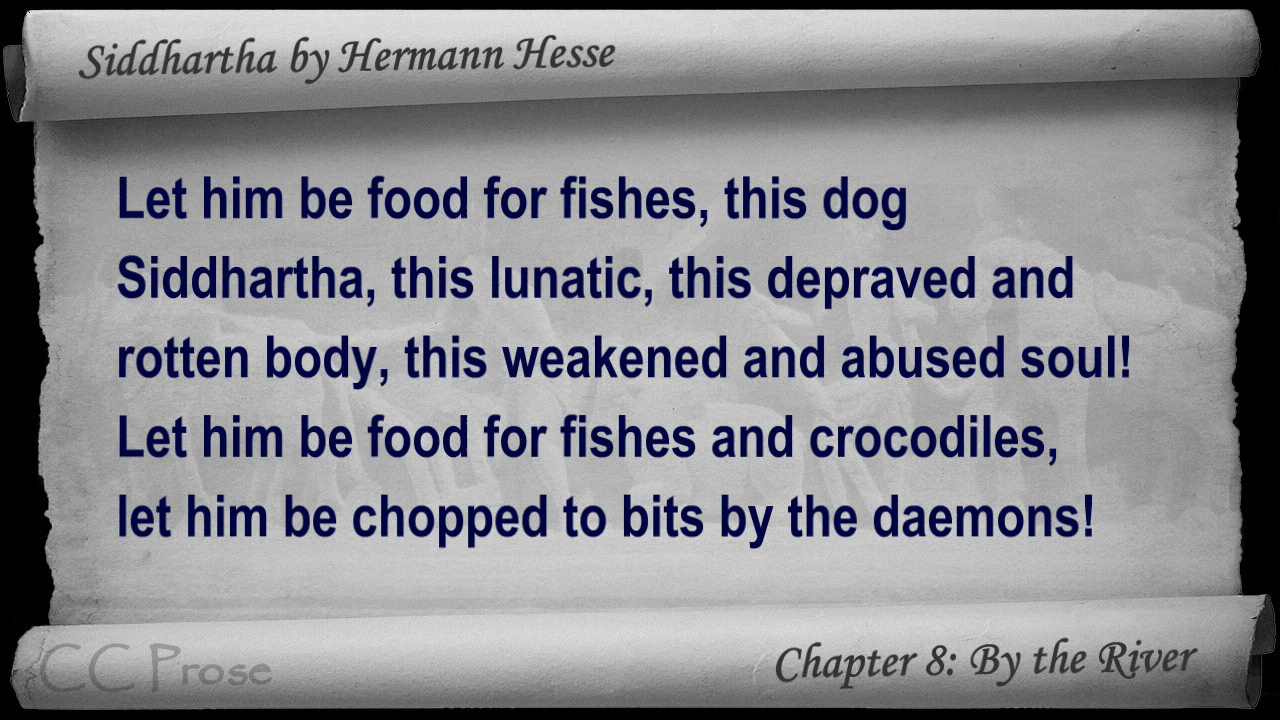 Siddhartha by Hermann Hesse
Let him be food for fishes, this dog
Siddhartha, this lunatic, this depraved and
rotten body, this weakened and abused soul!
Let him be food for fishes and crocodiles,
let him be chopped to bits by the daemons!
CC Prose
Chapter 8: By the River